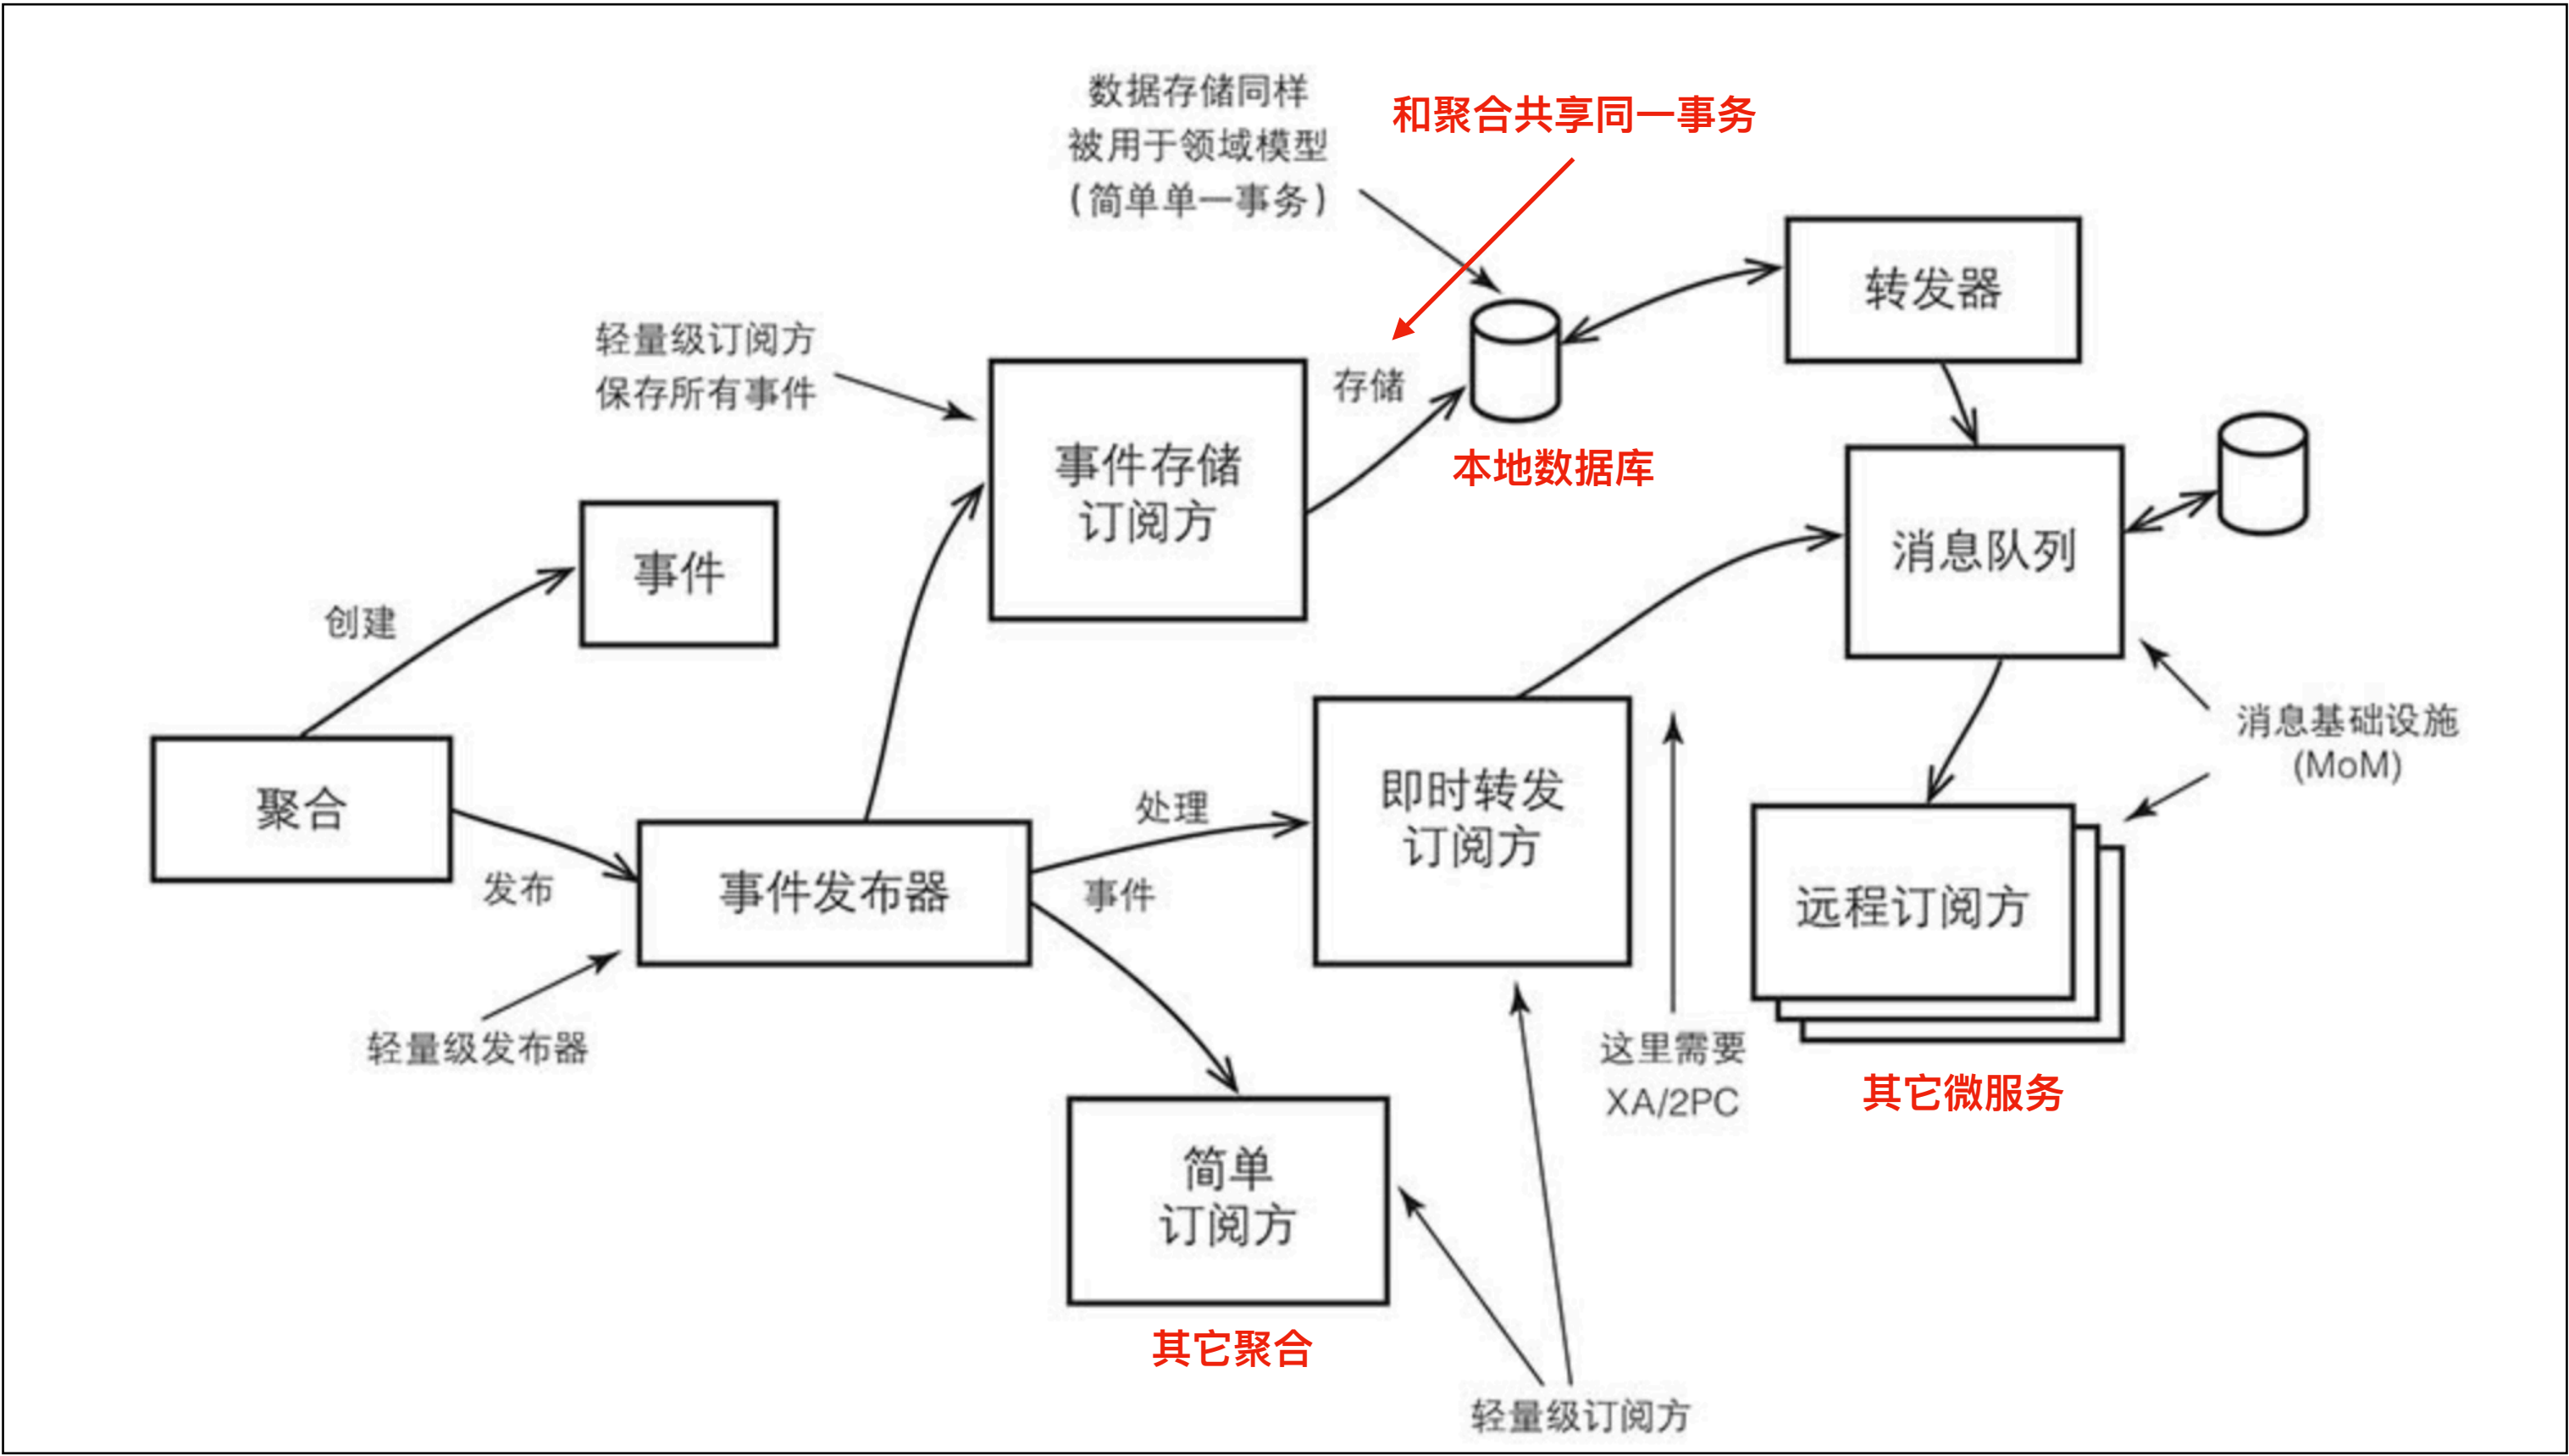 数据存储同样
被用于领域模型
(简单单一事务)
和聚合共享同一事务
转发器
轻量级订阅方
保存所有事件
存储
事件存储
订阅方
本地数据库
事件
消息队列
创建
消息基础设施
(MoM)
聚合
发布
事件发布器
处理
事件
即时转发
订阅方
远程订阅方
轻量级发布器
这里需要
XA/2PC
其它微服务
简单
订阅方
其它聚合
轻量级订阅方